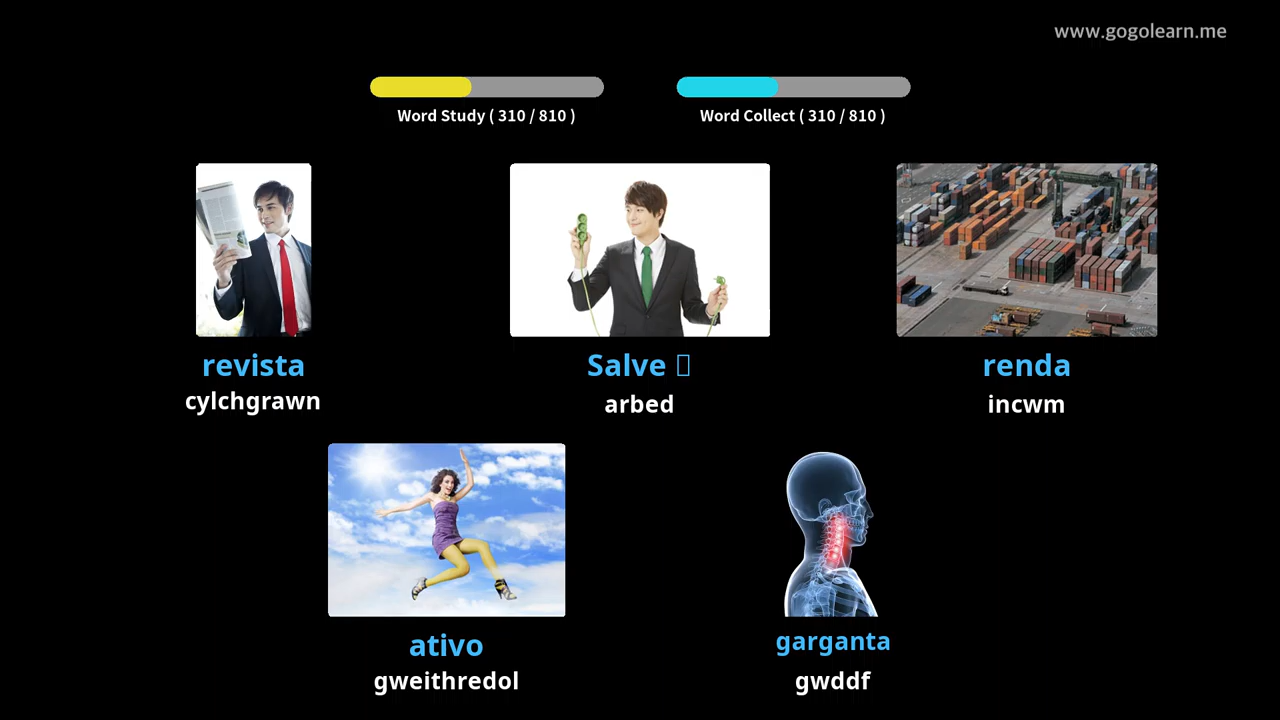 www.gogolearn.me
Word Study ( 310 / 810 )
Word Collect ( 310 / 810 )
revista
cylchgrawn
Salve
arbed
renda
incwm
ativo
gweithredol
garganta
gwddf